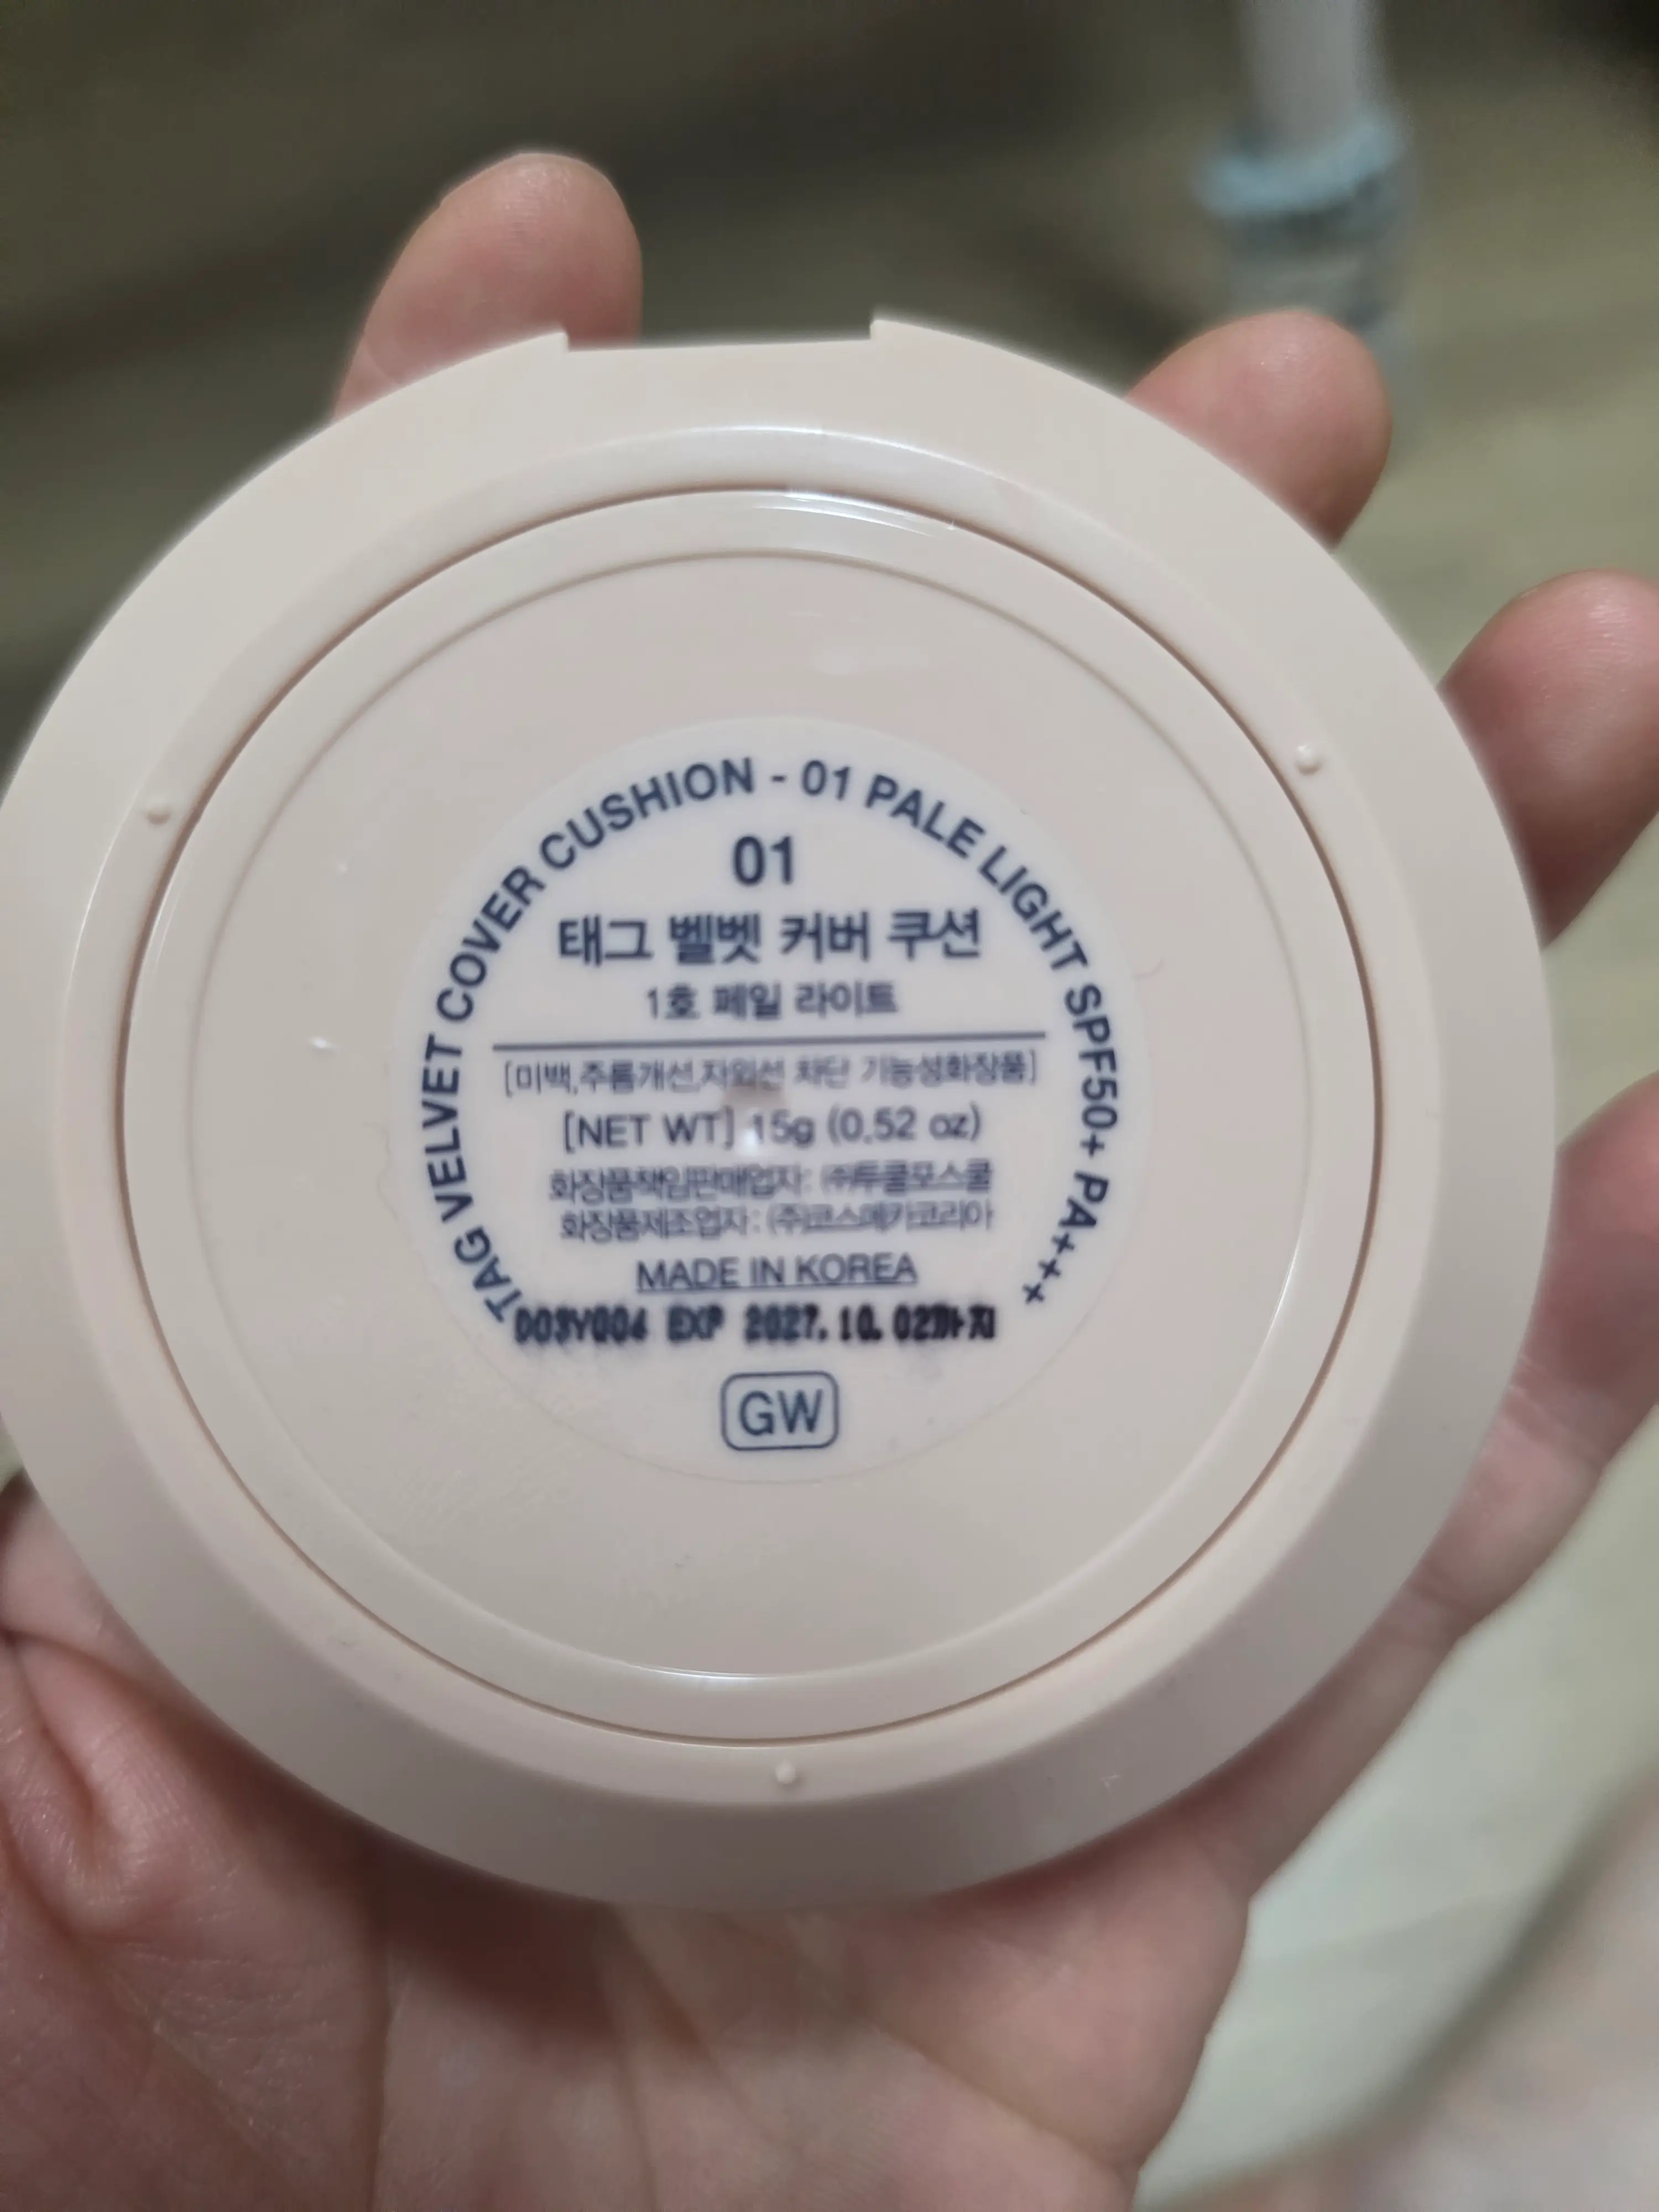 TAG VELVET COVER CUSHION - 01 PALE LIGHT SPF50+ PA+++
01
태그 벨벳 커버 쿠션
1호 페일 라이트
[미백,주름개선,자외선 차단 기능성화장품]
[NET WT] 15g (0.52 oz)
화장품책임판매업자: ㈜투쿨포스쿨
화장품제조업자: (주)코스메카코리아
MADE IN KOREA
D03Y004 EXP 2027.10.02까지
GW